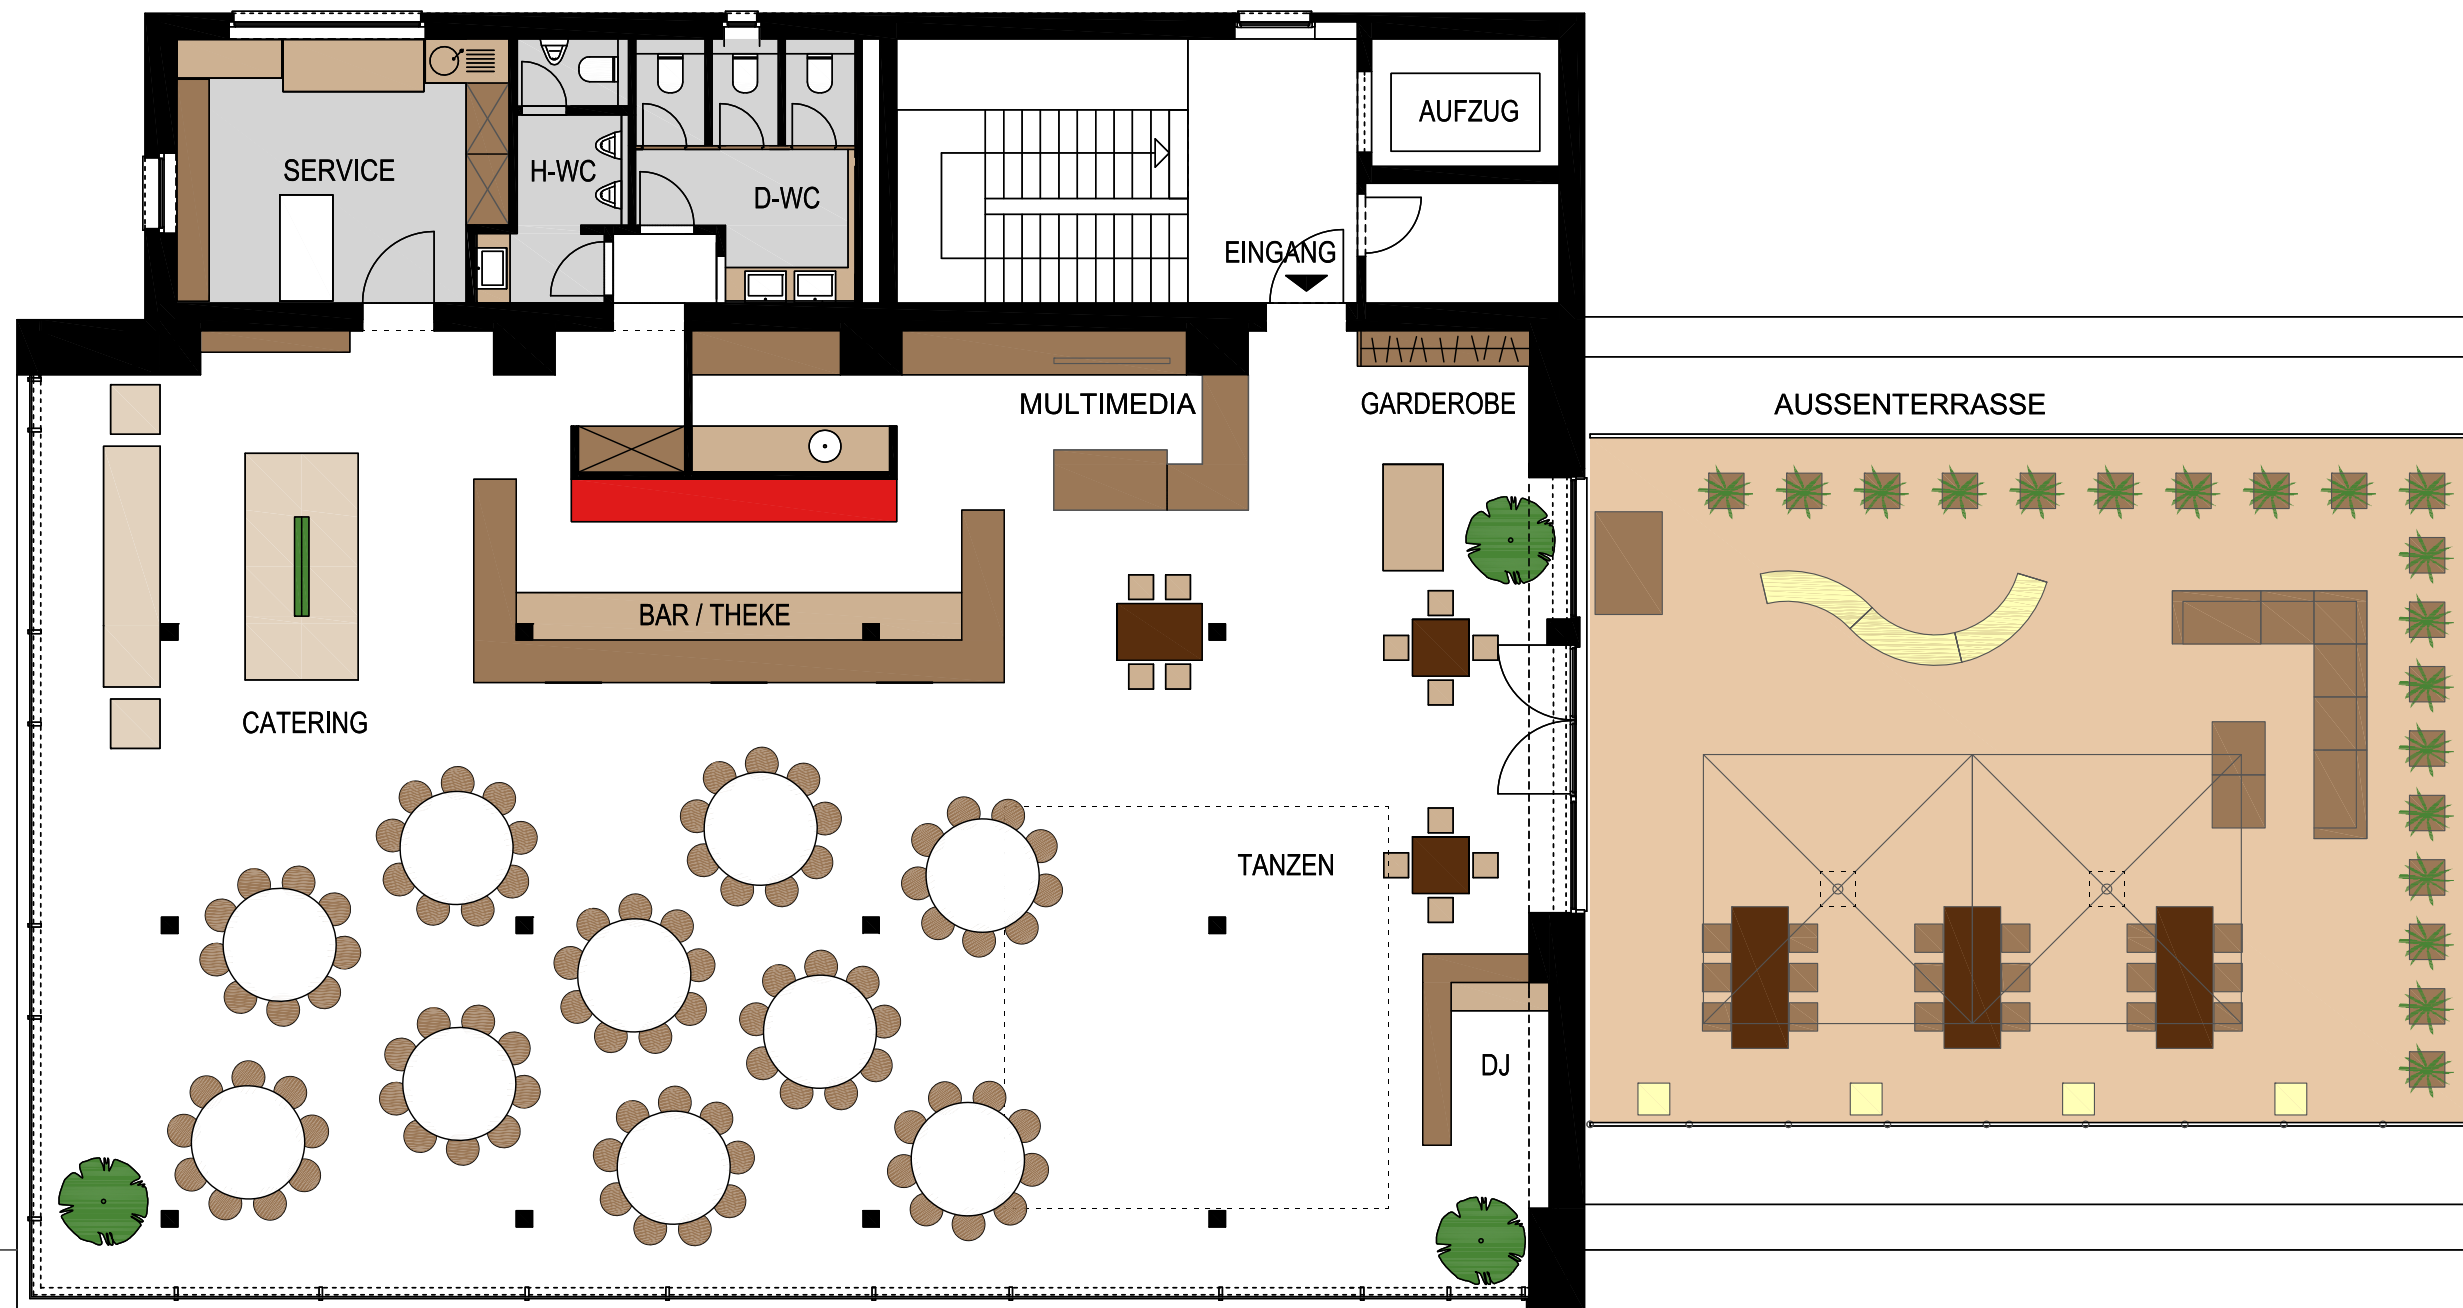 AUFZUG
SERVICE
H-WC
D-WC
EINGANG
MULTIMEDIA
GARDEROBE
AUSSENTERRASSE
BAR / THEKE
CATERING
TANZEN
DJ